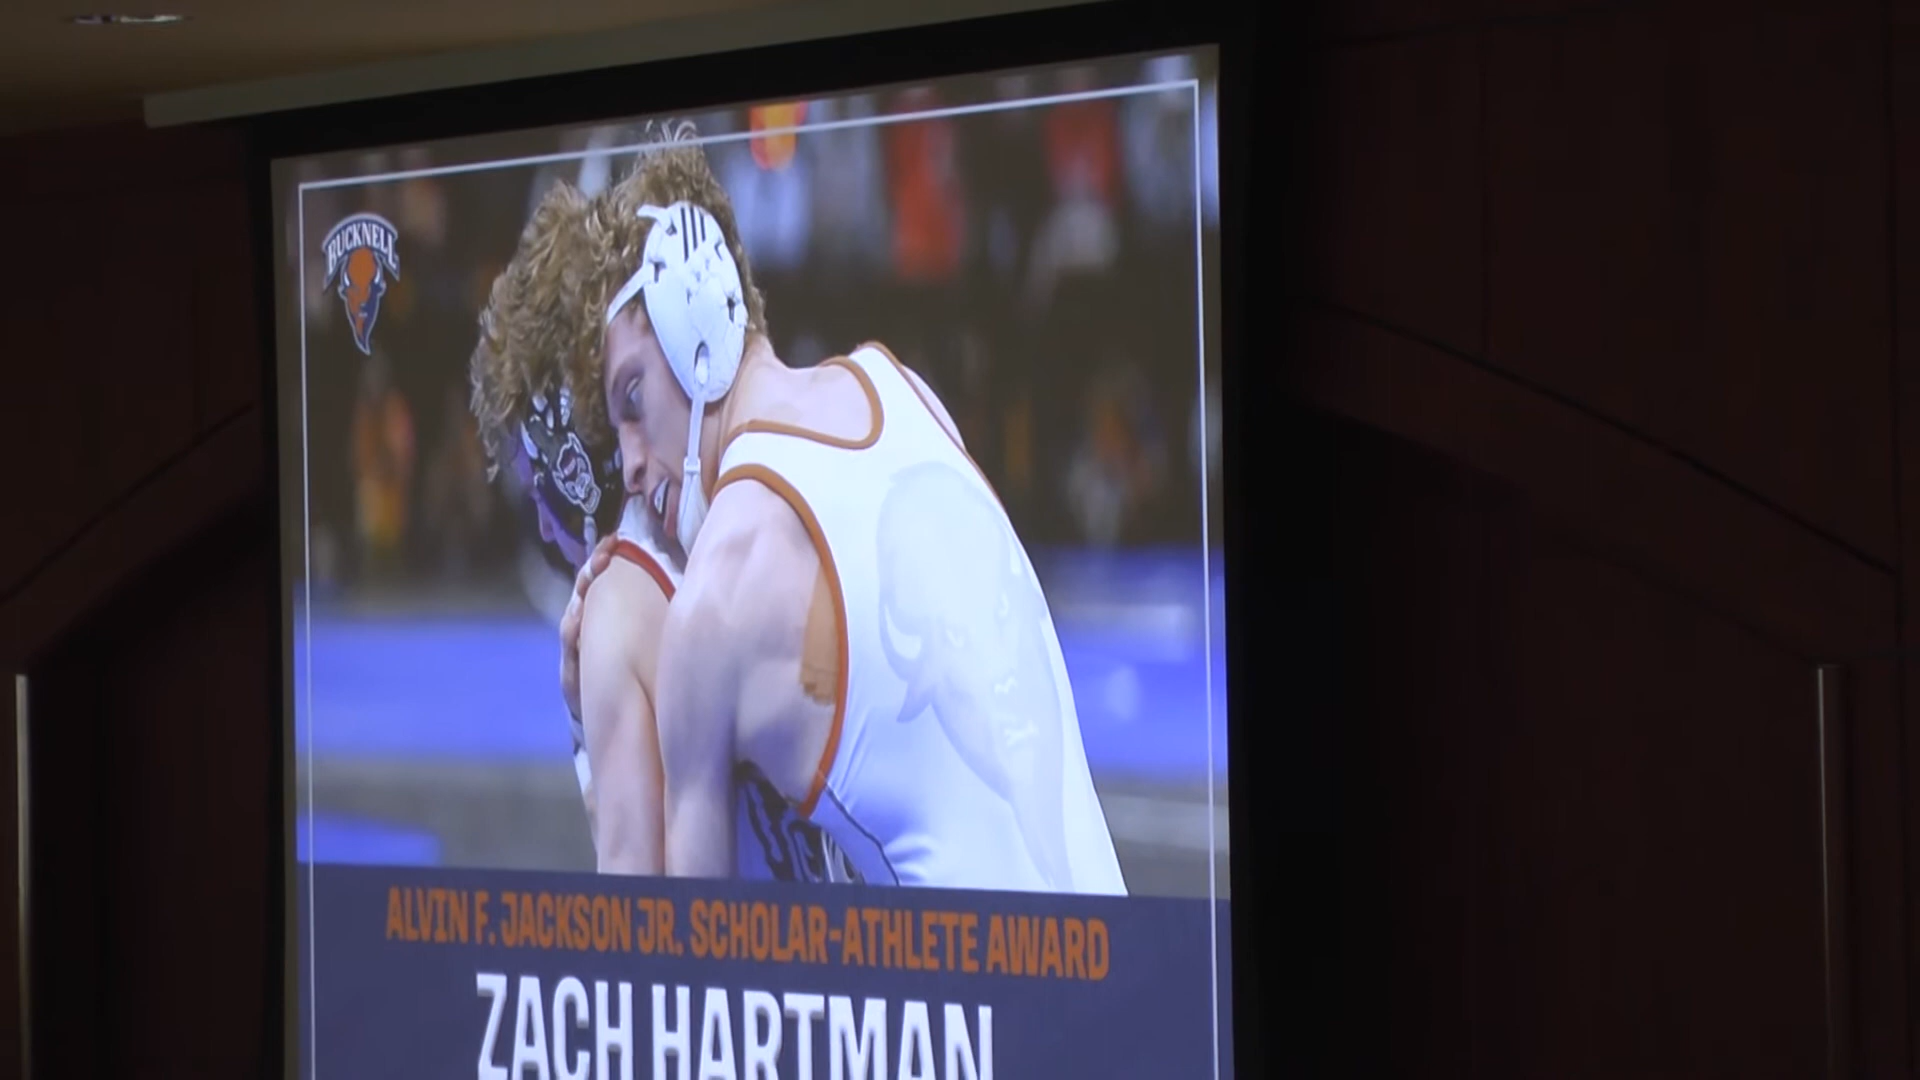 BUCKNELL
ALVIN F. JACKSON JR. SCHOLAR-ATHLETE AWARD
ZACH HARTMAN